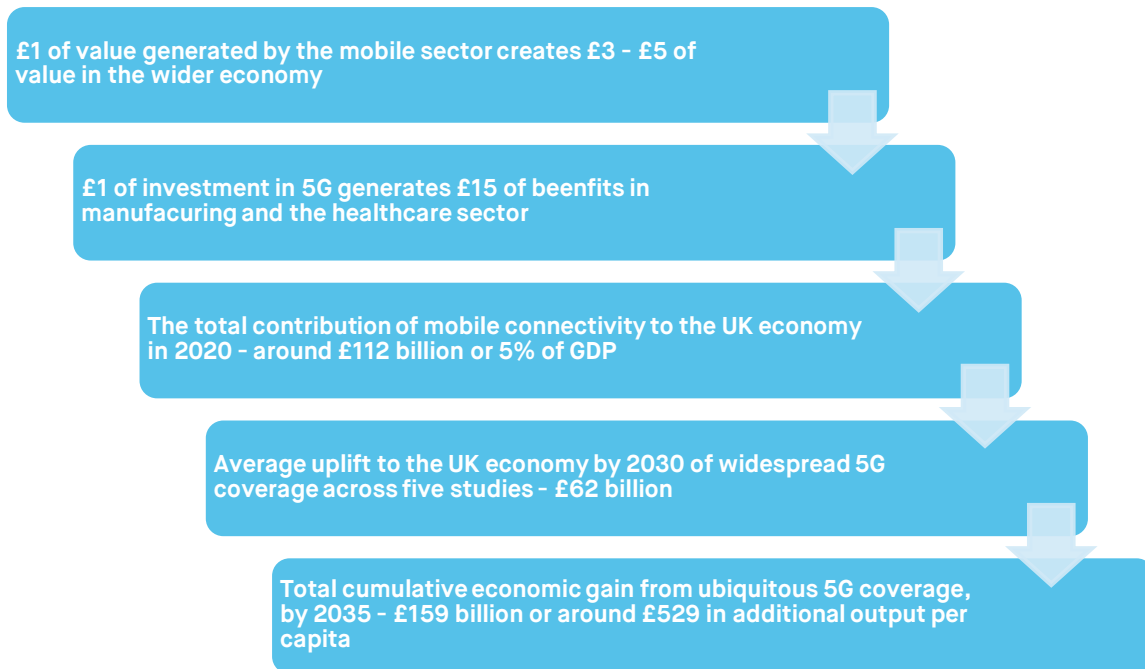 £1 of value generated by the mobile sector creates £3 - £5 of
value in the wider economy
£1 of investment in 5G generates £15 of beenfits in
manufacuring and the healthcare sector
The total contribution of mobile connectivity to the UK economy
in 2020 - around £112 billion or 5% of GDP
Average uplift to the UK economy by 2030 of widespread 5G
coverage across five studies - £62 billion
Total cumulative economic gain from ubiquitous 5G coverage,
by 2035 - £159 billion or around £529 in additional output per
capita